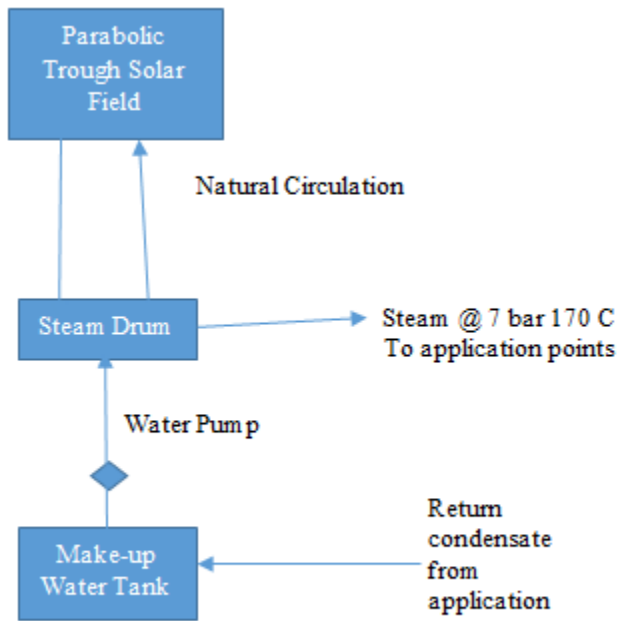 Parabolic
Trough Solar
Field
Natural Circulation
Steam Drum
Steam @ 7 bar 170 C
To application points
Water Pump
Return
condensate
from
application
Make-up
Water Tank